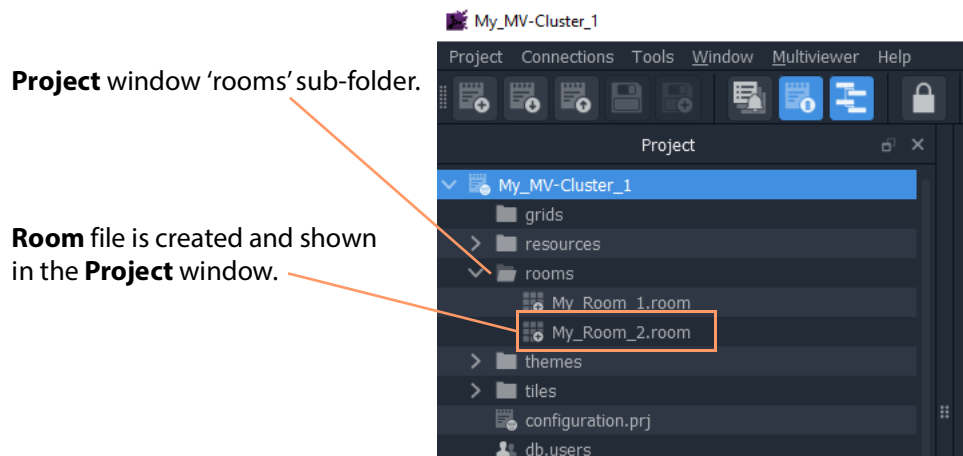 My_MV-Cluster_1
Project Connections Tools Window Multiviewer Help
Project window ‘rooms’ sub-folder.
Project
My_MV-Cluster_1
grids
Room file is created and shown
in the Project window.
resources
rooms
My_Room_1.room
My_Room_2.room
themes
tiles
configuration.prj
db.users